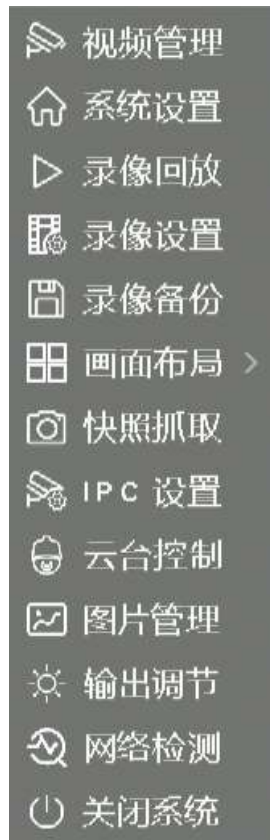 视频管理
系统设置
录像回放
录像设置
录像备份
画面布局
快照抓取
IPC 设置
云台控制
图片管理
输出调节
网络检测
关闭系统